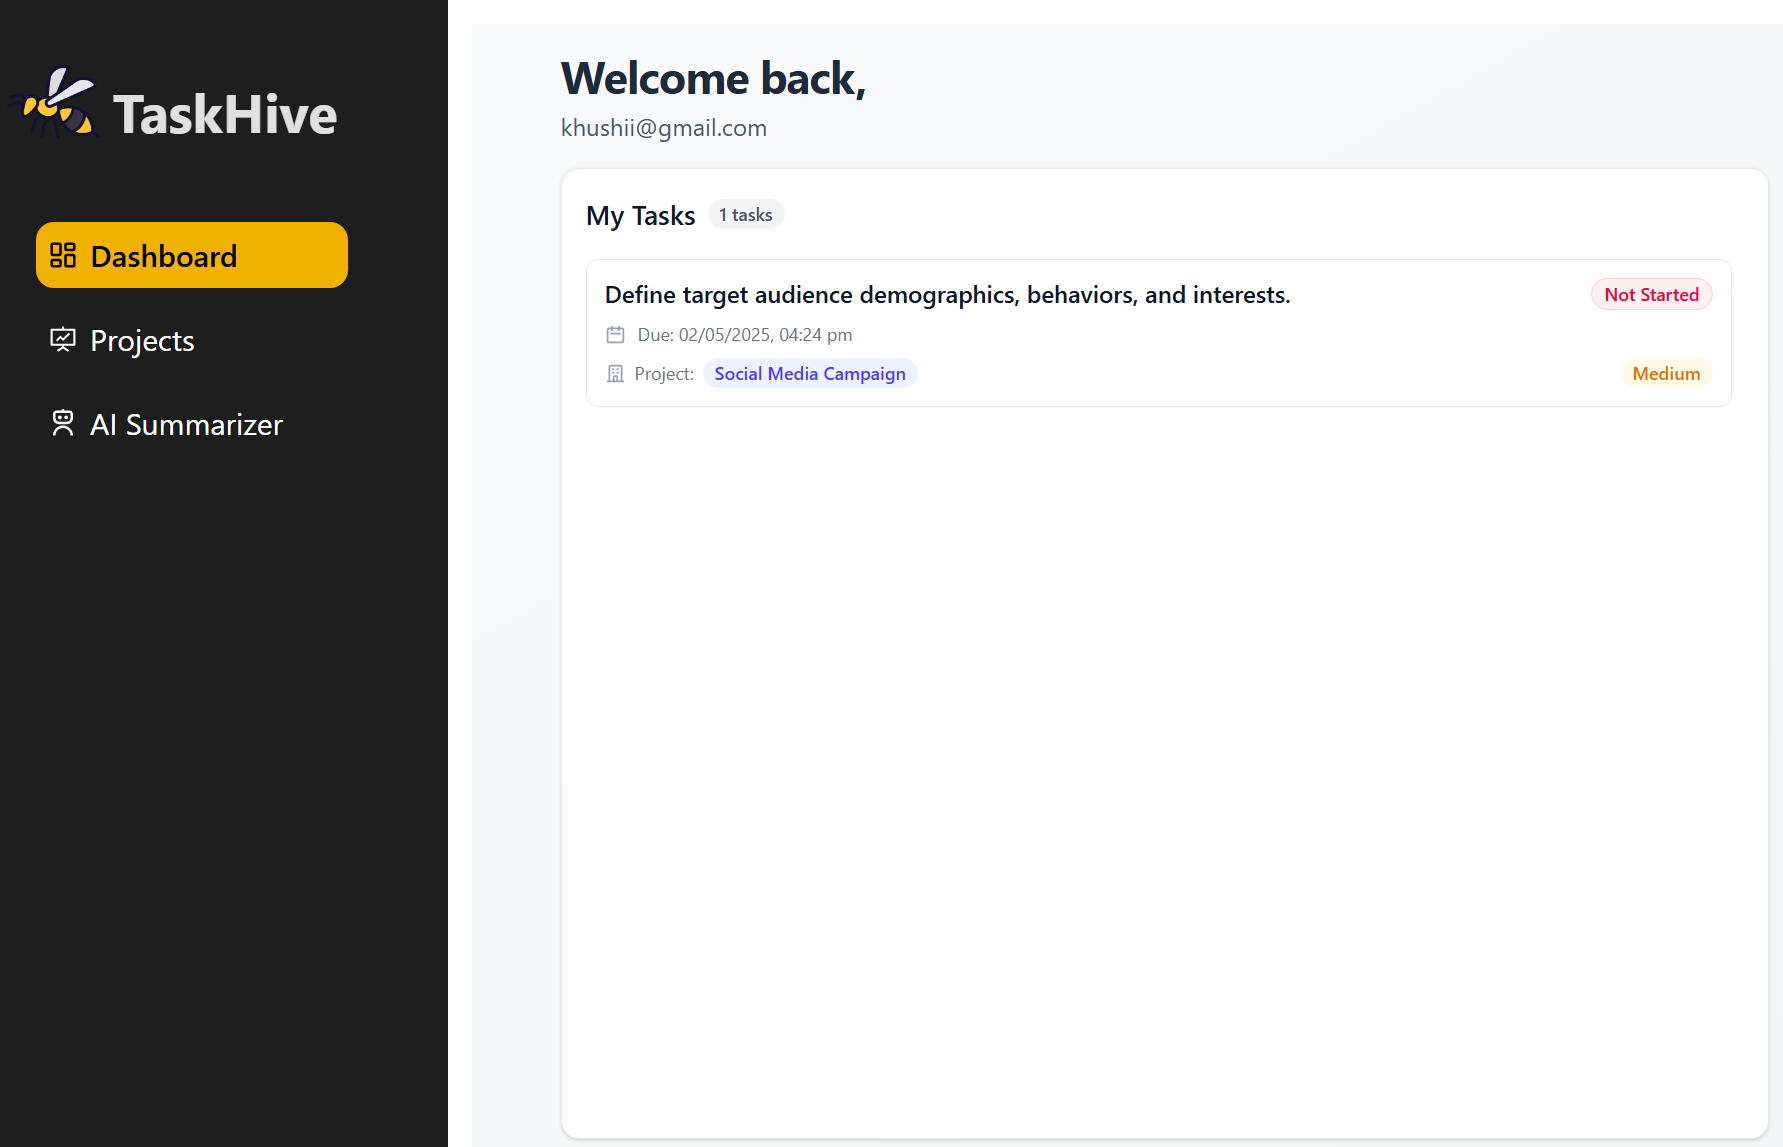 TaskHive
Dashboard
Projects
AI Summarizer
Welcome back,
khushii@gmail.com
My Tasks 1 tasks
Define target audience demographics, behaviors, and interests. Not Started
Due: 02/05/2025, 04:24 pm
Project: Social Media Campaign Medium